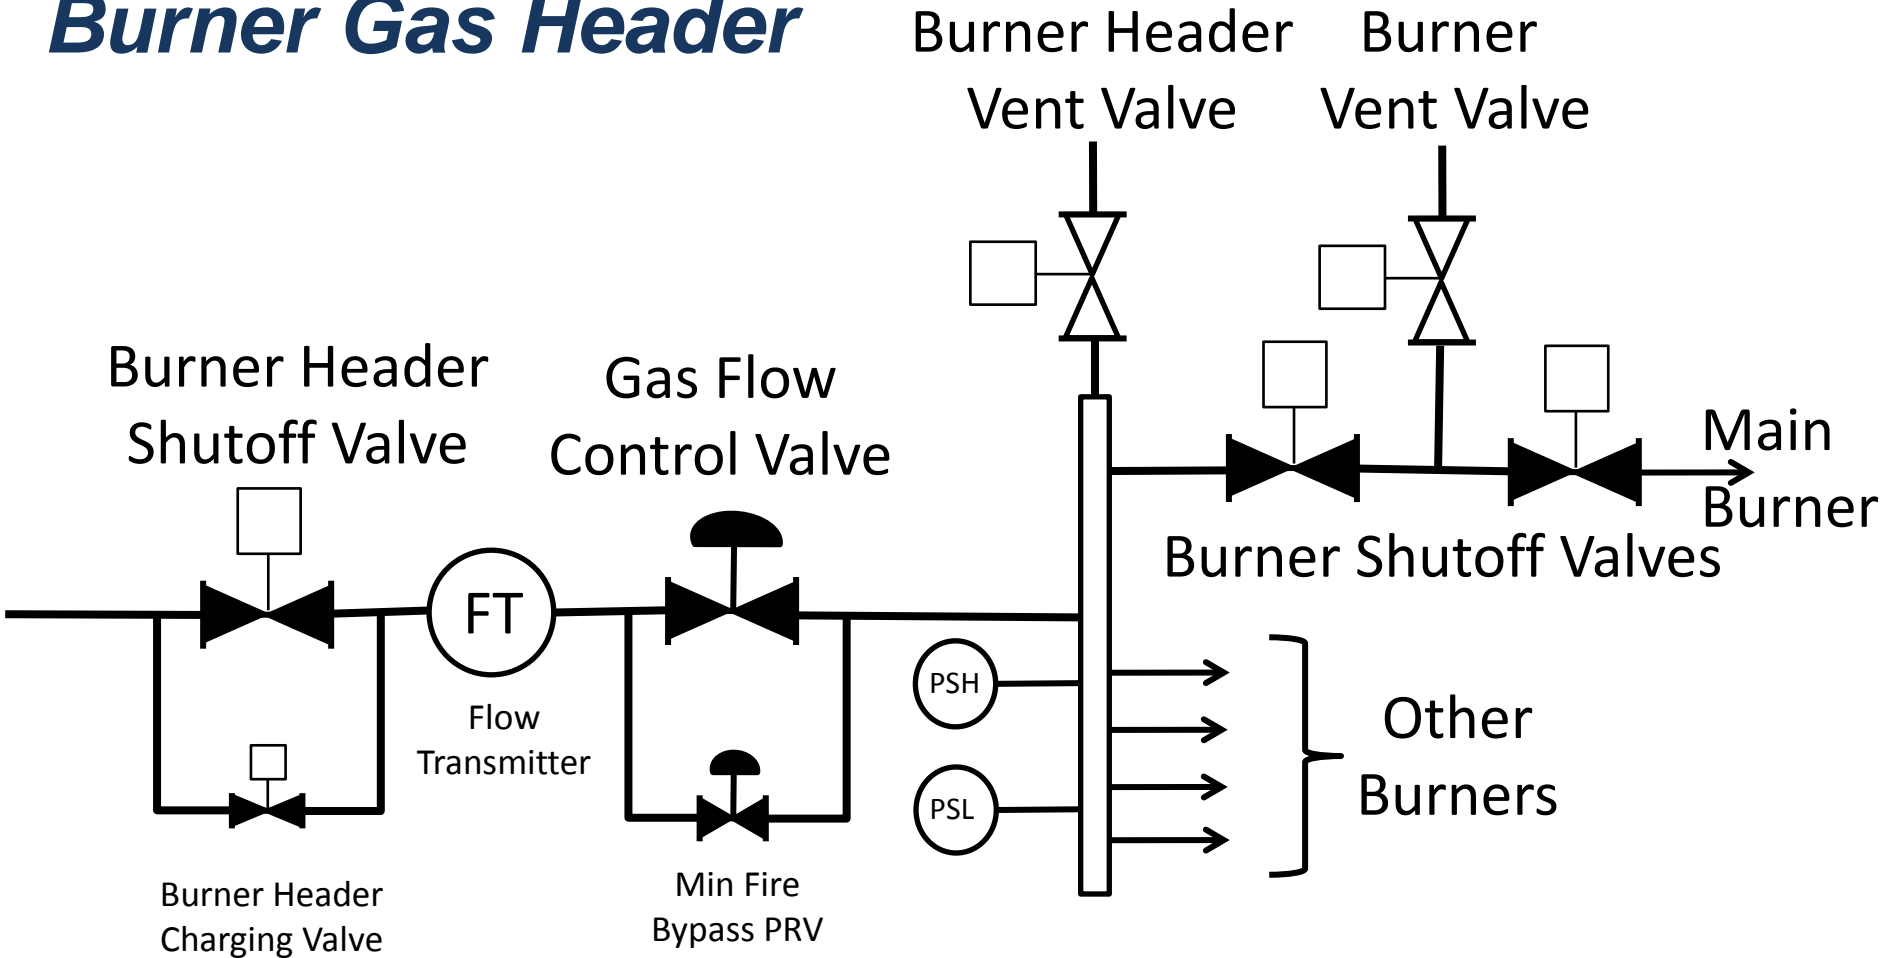 Burner Gas Header
Burner Header
Vent Valve
Burner
Vent Valve
Burner Header
Shutoff Valve
Gas Flow
Control Valve
Main
Burner
Burner Shutoff Valves
FT
Flow
Transmitter
PSH
PSL
Other
Burners
Burner Header
Charging Valve
Min Fire
Bypass PRV